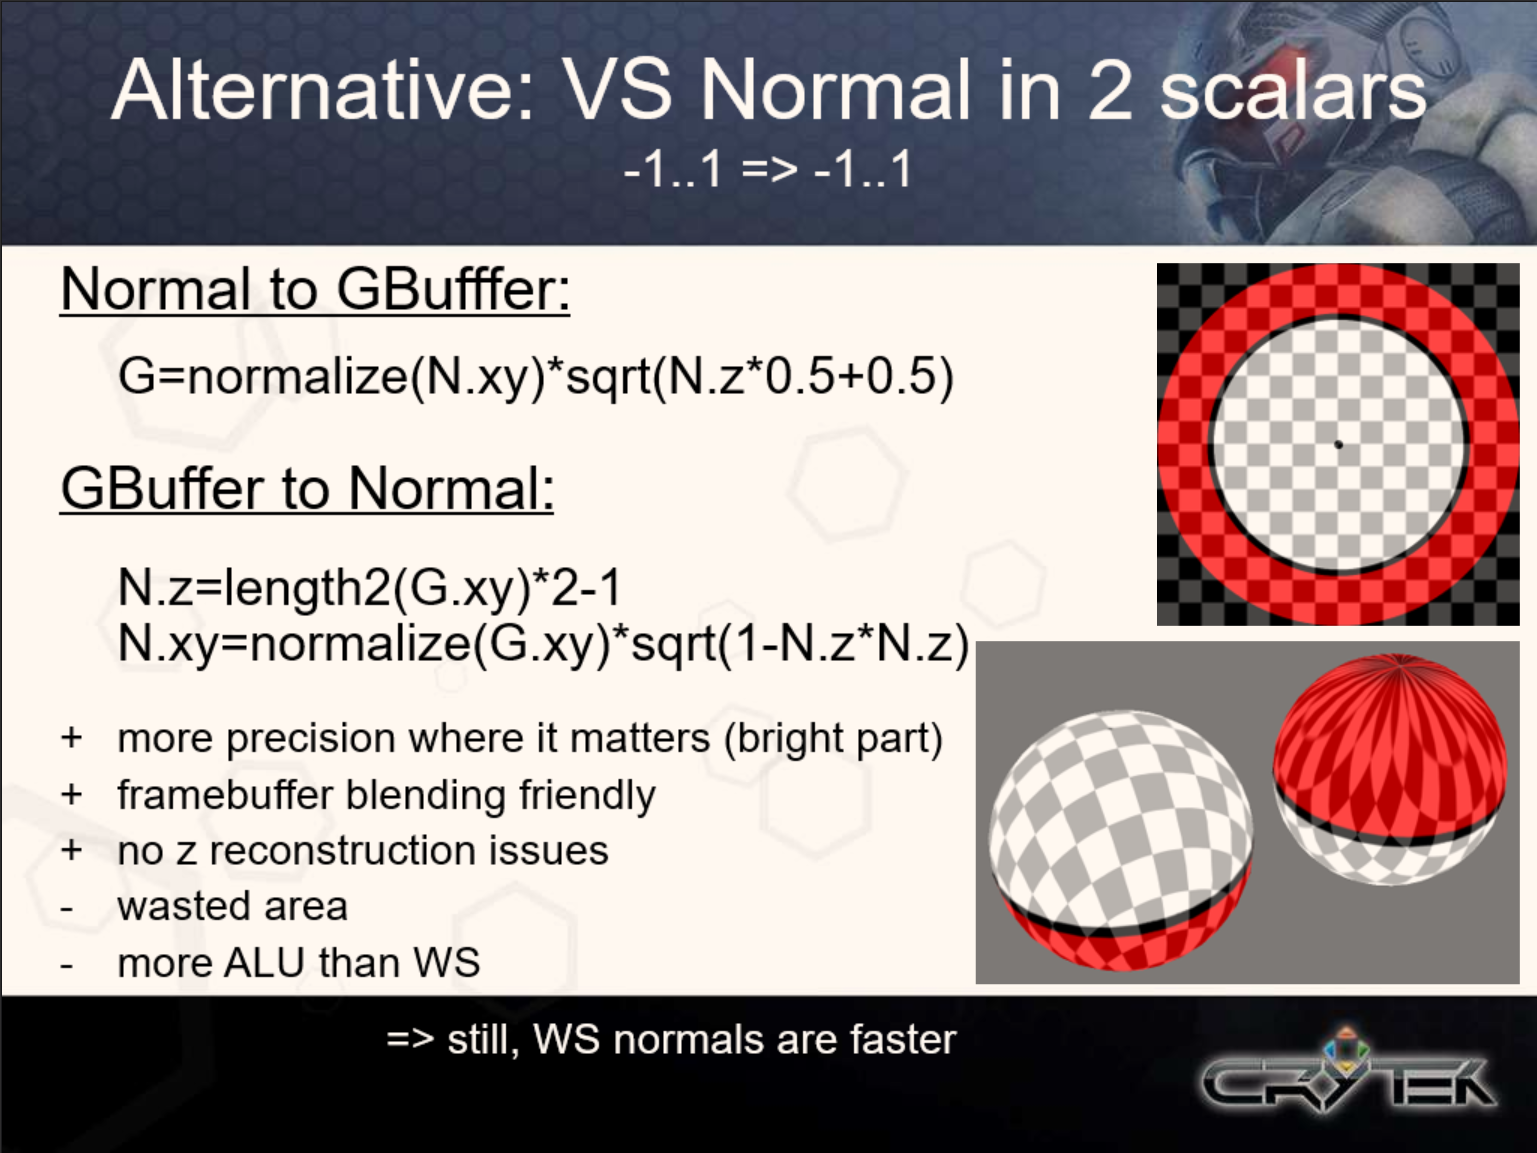 Alternative: VS Normal in 2 scalars
-1..1 => -1..1
Normal to GBufffer:
G=normalize(N.xy)*sqrt(N.z*0.5+0.5)
GBuffer to Normal:
N.z=length2(G.xy)*2-1
N.xy=normalize(G.xy)*sqrt(1-N.z*N.z)
+ more precision where it matters (bright part)
+ framebuffer blending friendly
+ no z reconstruction issues
- wasted area
- more ALU than WS
=> still, WS normals are faster
CRYTEK